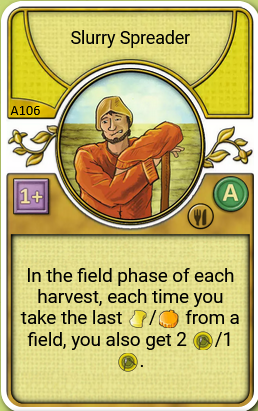 Slurry Spreader
A106
1+
A
In the field phase of each
harvest, each time you
take the last / from a
field, you also get 2 /1
.